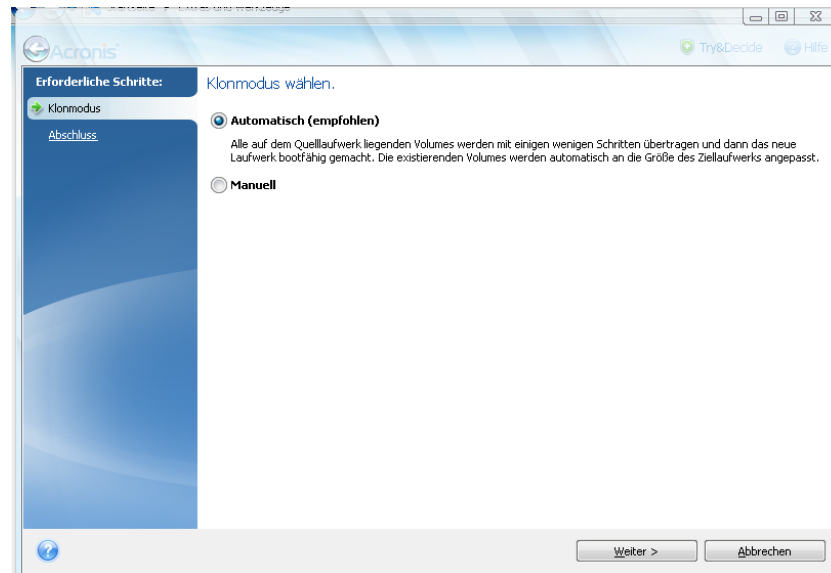 Acronis
Try&Decide
Hilfe
Erforderliche Schritte:
Klonmodus
Abschluss
Klonmodus wählen.
Automatisch (empfohlen)
Alle auf dem Quelllaufwerk liegenden Volumes werden mit einigen wenigen Schritten übertragen und dann das neue
Laufwerk bootfähig gemacht. Die existierenden Volumes werden automatisch an die Größe des Ziellaufwerks angepasst.
Manuell
Weiter >
Abbrechen